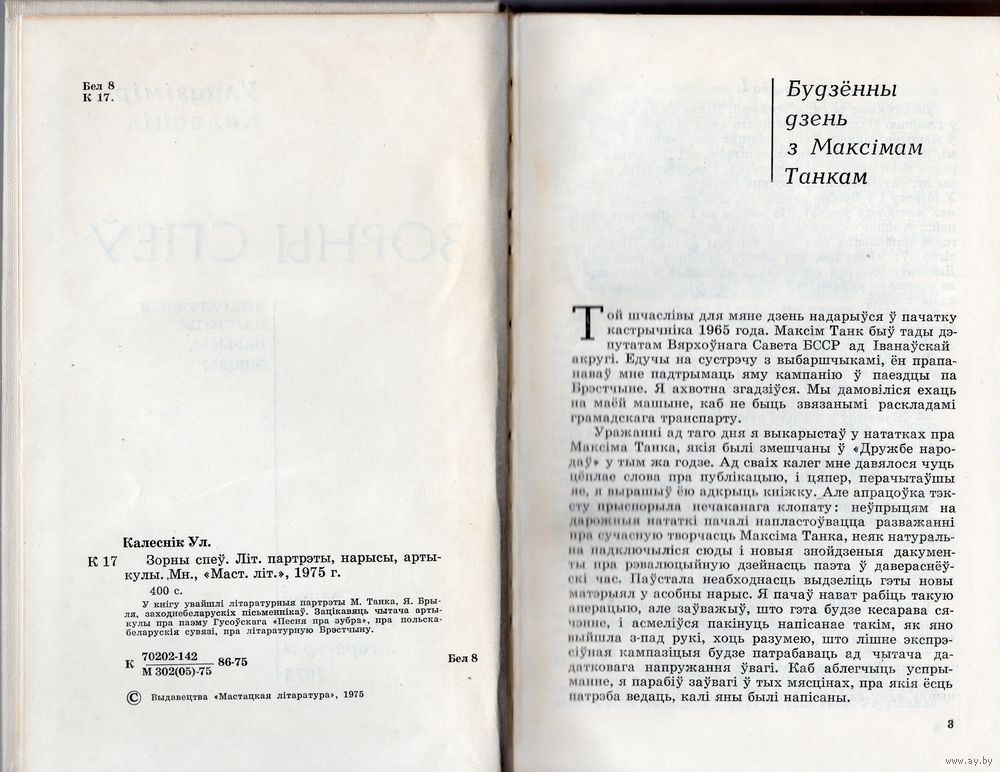 Бел 8
К 17.
Калеснік Ул.
К 17 Зорны спеў. Літ. партрэты, нарысы, арты-
кулы. Мн., «Маст. літ.», 1975 г.
400 с.
У кнігу увайшлі літаратурныя партрэты М. Танка, Я. Бры-
ля, заходнебеларускіх пісьменнікаў. Зацікавяць чытача арты-
кулы пра паэму Гусоўскага «Песня пра зубра», пра польска-
беларускія сувязі, пра літаратурную Брэстчыну.
К 70202-142
М 302(05)-75 86-75 Бел 8
© Выдавецтва «Мастацкая літаратура», 1975
Будзённы
дзень
з Максімам
Танкам
Той шчаслівы для мяне дзень надарыўся ў пачатку
кастрычніка 1965 года. Максім Танк быў тады дэ-
путатам Вярхоўнага Савета БССР ад Іванаўскай
акругі. Едучы на сустрэчу з выбаршчыкамі, ён прапа-
наваў мне падтрымаць яму кампанію ў паездцы па
Брэстчыне. Я ахвотна згадзіўся. Мы дамовіліся ехаць
на маёй машыне, каб не быць звязанымі раскладамі
грамадскага транспарту.
Уражанні ад таго дня я выкарыстаў у нататках пра
Максіма Танка, якія былі змешчаны ў «Дружбе наро-
даў» у тым жа годзе. Ад сваіх калег мне давялося чуць
цёплае слова пра публікацыю, і цяпер, перачытаўшы
яе, я вырашыў ёю адкрыць кніжку. Але апрацоўка тэк-
сту прыспорыла нечаканага клопату: неўпрыцям на
дарожныя нататкі пачалі напластоўвацца разважанні
пра сучасную творчасць Максіма Танка, неяк натураль-
на падключыліся сюды і новыя знойдзеныя дакумен-
ты пра рэвалюцыйную дзейнасць паэта ў давераснёў-
скі час. Паўстала неабходнасць выдзеліць гэты новы
матэрыял у асобны нарыс. Я пачаў нават рабіць такую
аперацыю, але заўважыў, што гэта будзе кесарава ся-
чэнне, і асмеліўся пакінуць напісанае такім, як яно
выйшла з-пад рукі, хоць разумею, што лішне экспрэ-
сіўная кампазіцыя будзе патрабаваць ад чытача да-
датковага напружання ўвагі. Каб аблегчыць успры-
манне, я парабіў заўвагі ў тых мясцінах, пра якія ёсць
патрэба ведаць, калі яны былі напісаны.
3
www.ay.by